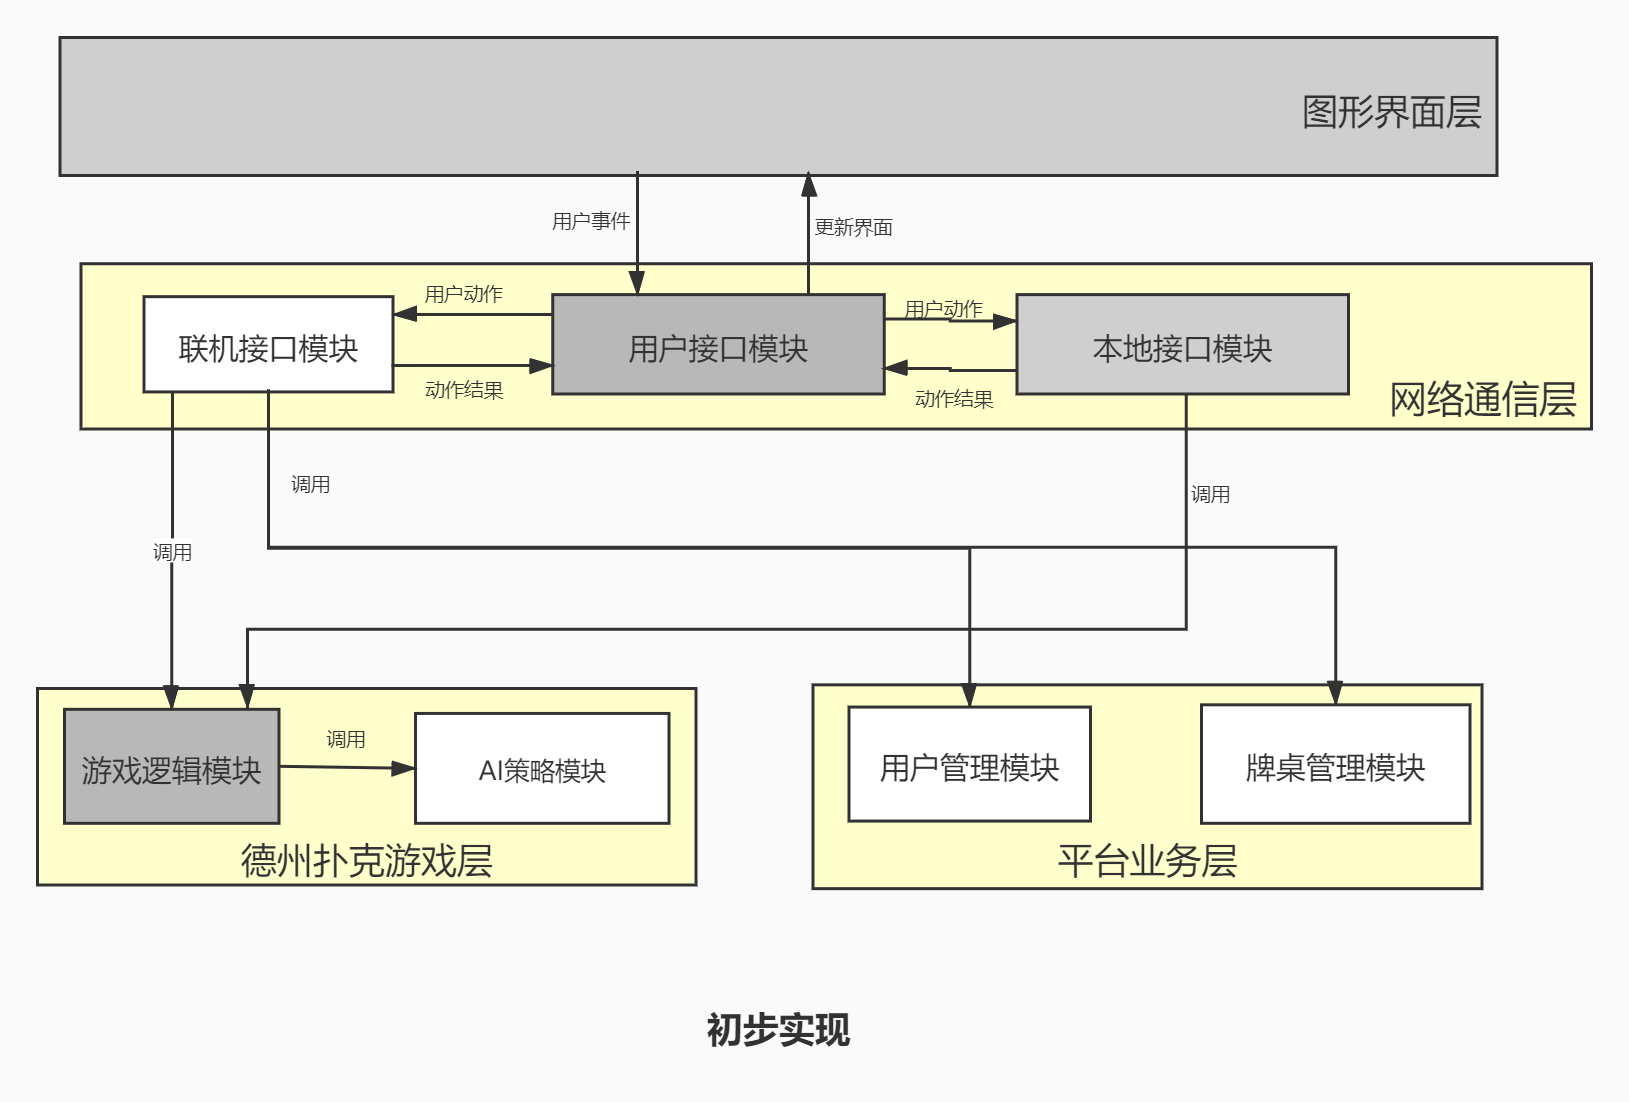 图形界面层
用户事件
更新界面
用户动作
用户动作
联机接口模块
用户接口模块
本地接口模块
动作结果
动作结果
网络通信层
调用
调用
调用
调用
游戏逻辑模块
AI策略模块
用户管理模块
牌桌管理模块
德州扑克游戏层
平台业务层
初步实现